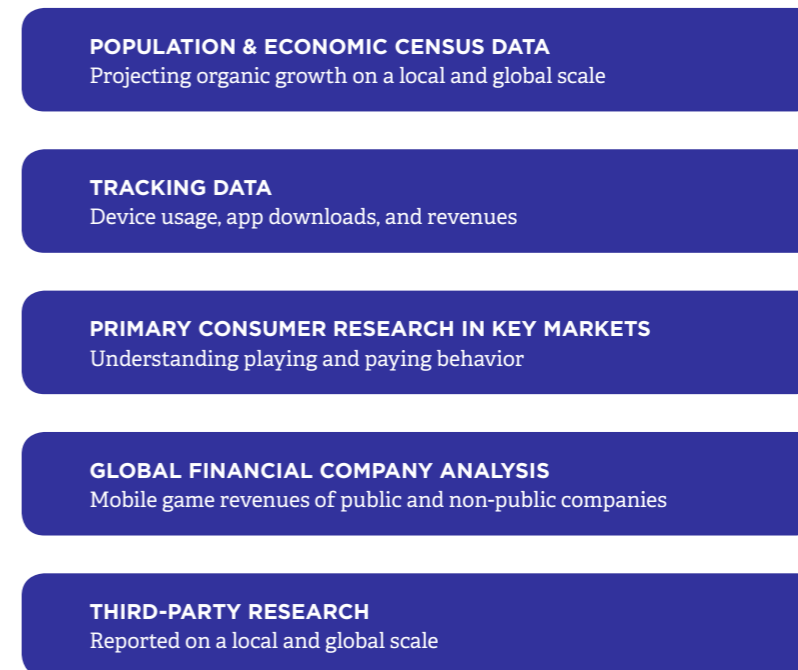 POPULATION & ECONOMIC CENSUS DATA
Projecting organic growth on a local and global scale
TRACKING DATA
Device usage, app downloads, and revenues
PRIMARY CONSUMER RESEARCH IN KEY MARKETS
Understanding playing and paying behavior
GLOBAL FINANCIAL COMPANY ANALYSIS
Mobile game revenues of public and non-public companies
THIRD-PARTY RESEARCH
Reported on a local and global scale